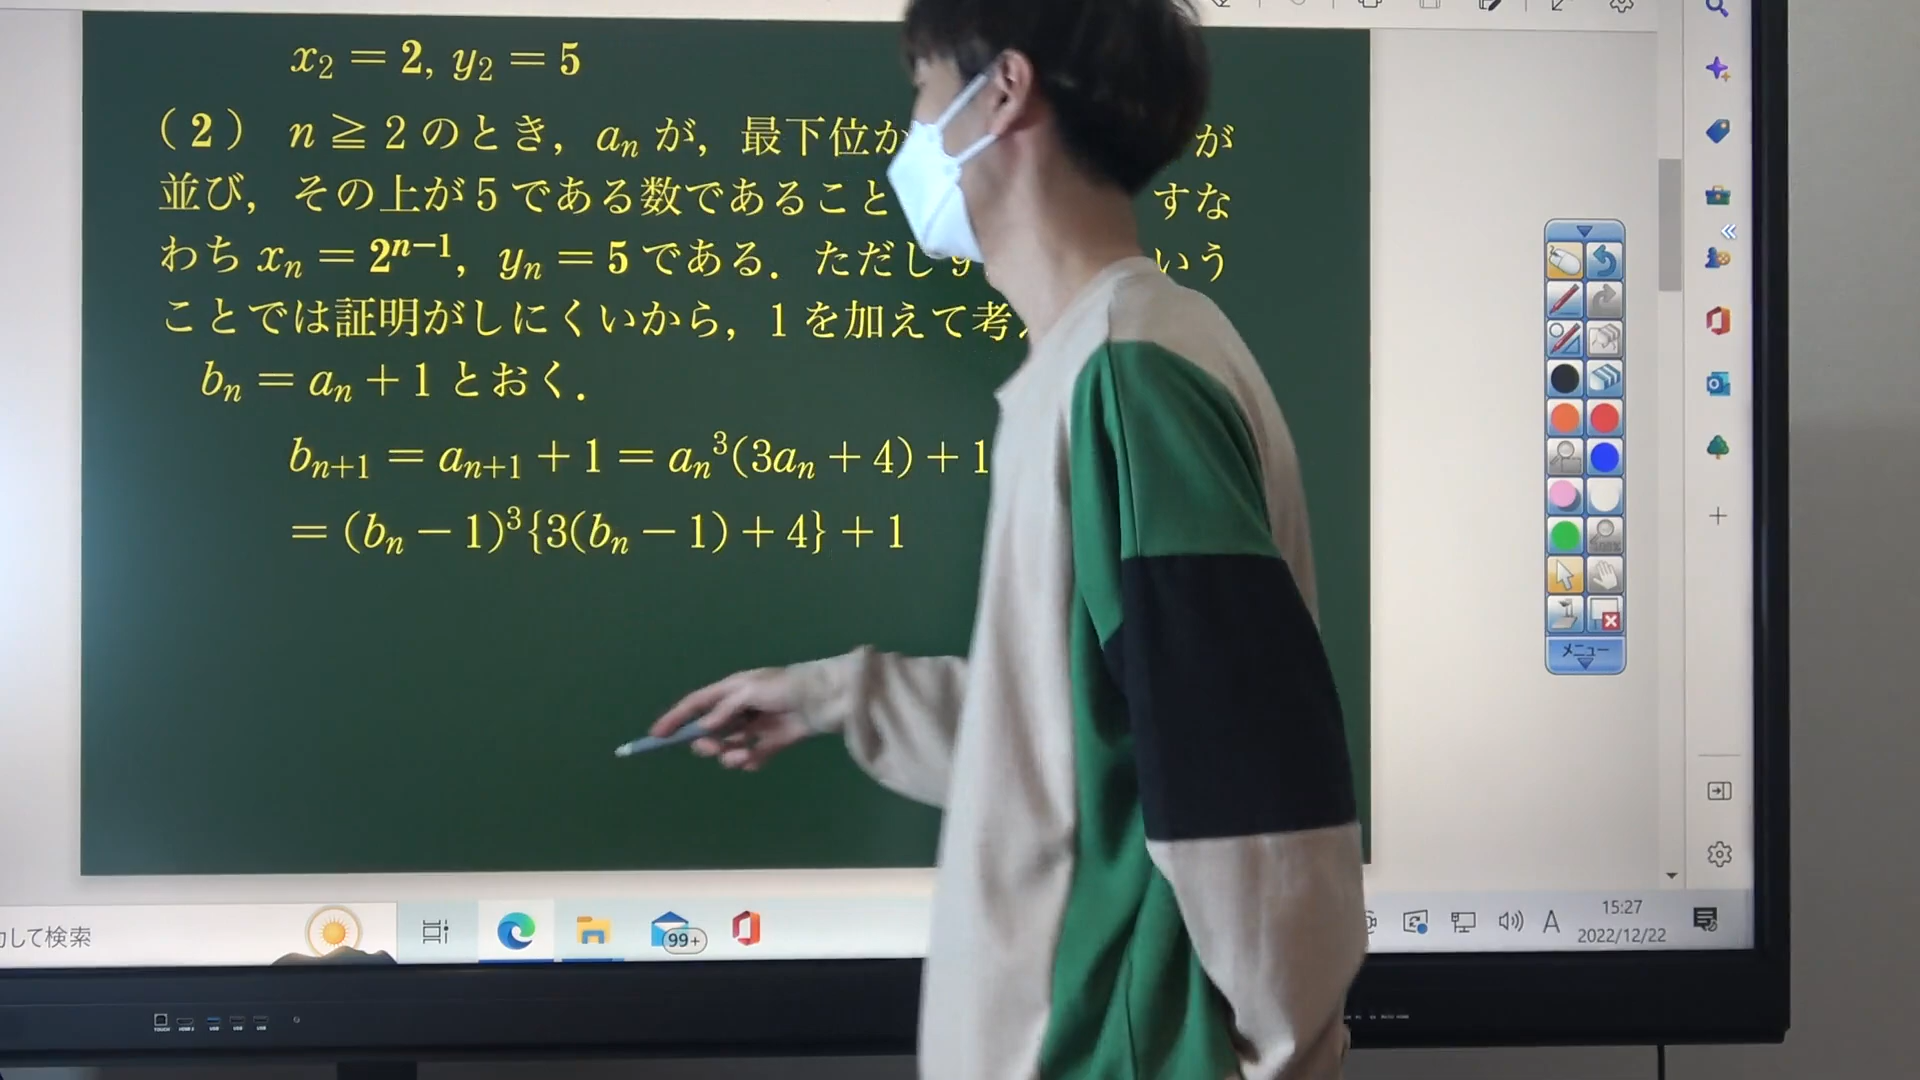 x₂ = 2, y₂ = 5
(2) n ≧ 2 のとき, aₙ が, 最下位か が
並び, その上が 5 である数であること すな
わち xₙ = 2ⁿ⁻¹, yₙ = 5 である. ただし 9 いう
ことでは証明がしにくいから, 1 を加えて考
bₙ = aₙ + 1 とおく.
bₙ₊₁ = aₙ₊₁ + 1 = aₙ³(3aₙ + 4) + 1
= (bₙ − 1)³{3(bₙ − 1) + 4} + 1
メニュー
して検索
99+
A
15:27
2022/12/22